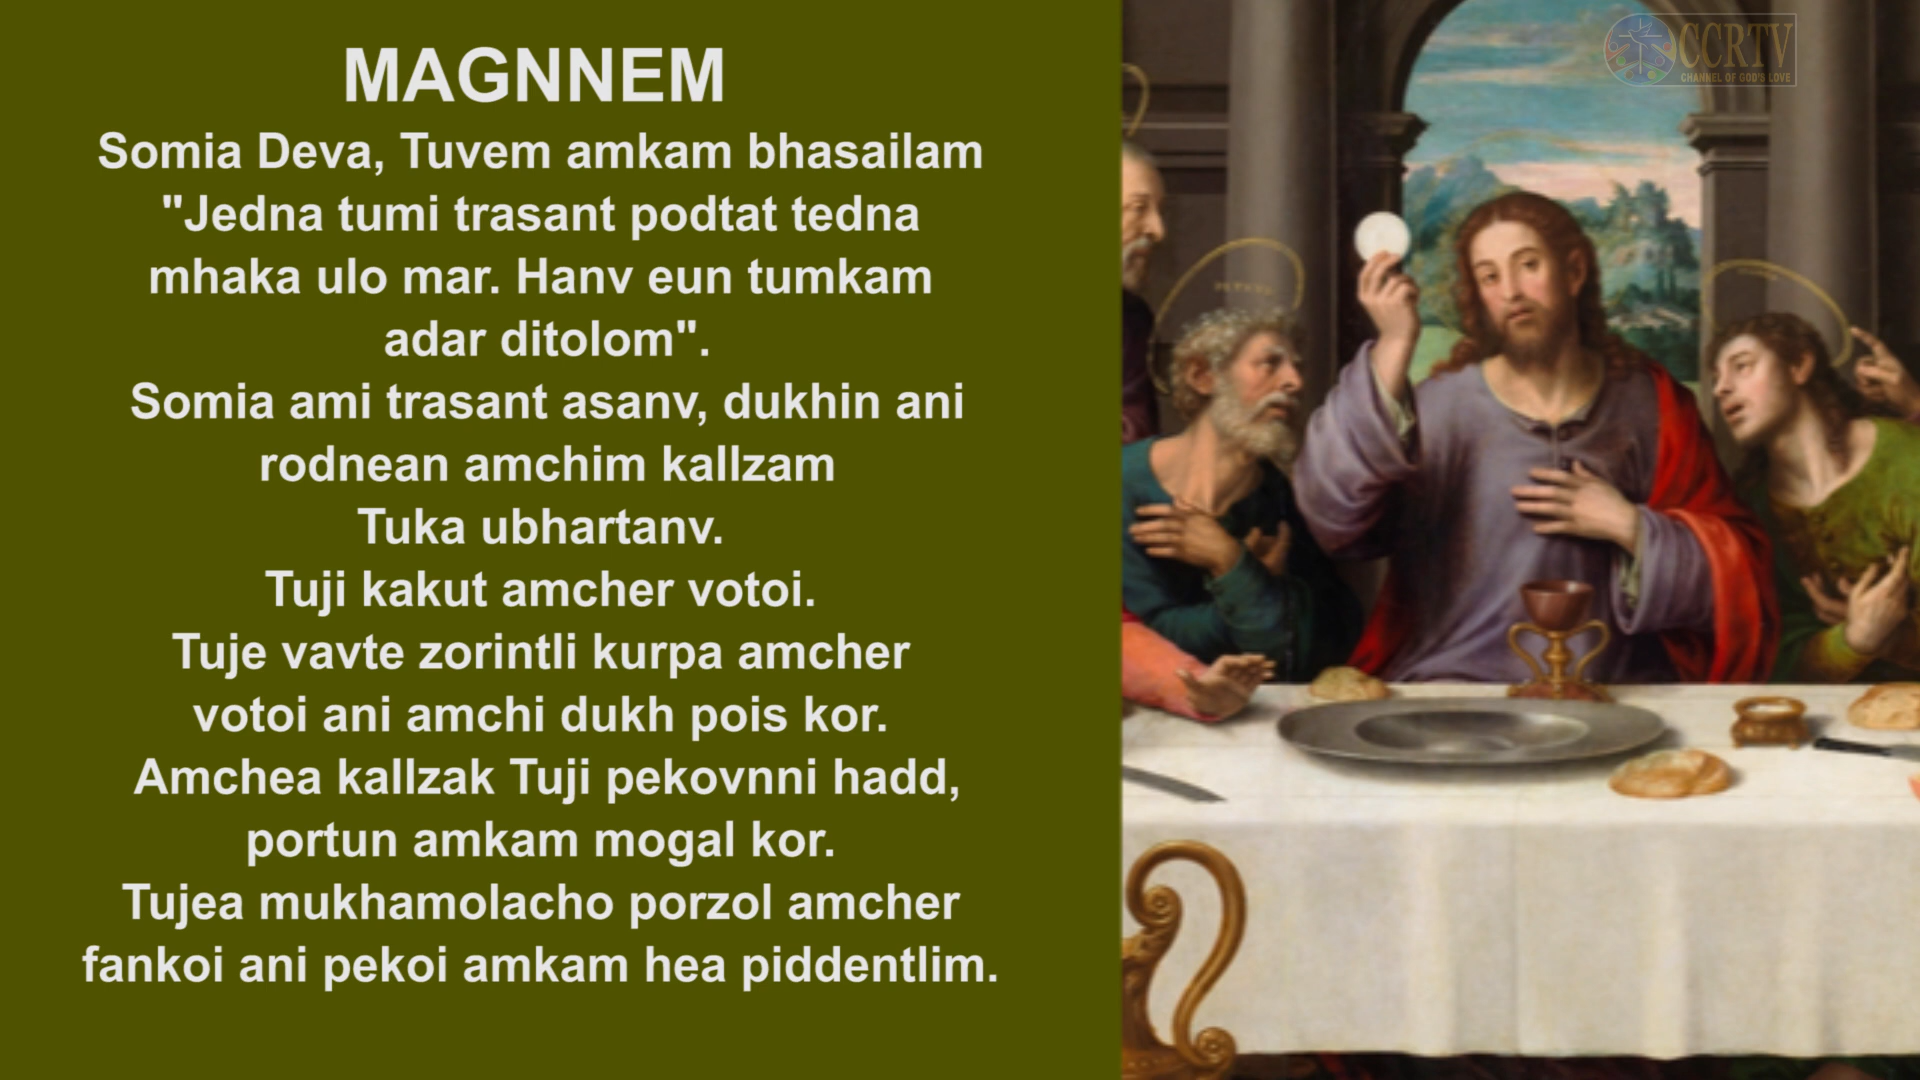 MAGNNEM
Somia Deva, Tuvem amkam bhasailam
"Jedna tumi trasant podtat tedna
mhaka ulo mar. Hanv eun tumkam
adar ditolom".
Somia ami trasant asanv, dukhin ani
rodnean amchim kallzam
Tuka ubhartanv.
Tuji kakut amcher votoi.
Tuje vavte zorintli kurpa amcher
votoi ani amchi dukh pois kor.
Amchea kallzak Tuji pekovnni hadd,
portun amkam mogal kor.
Tujea mukhamolacho porzol amcher
fankoi ani pekoi amkam hea piddentlim.
CCRTV
CHANNEL OF GOD'S LOVE